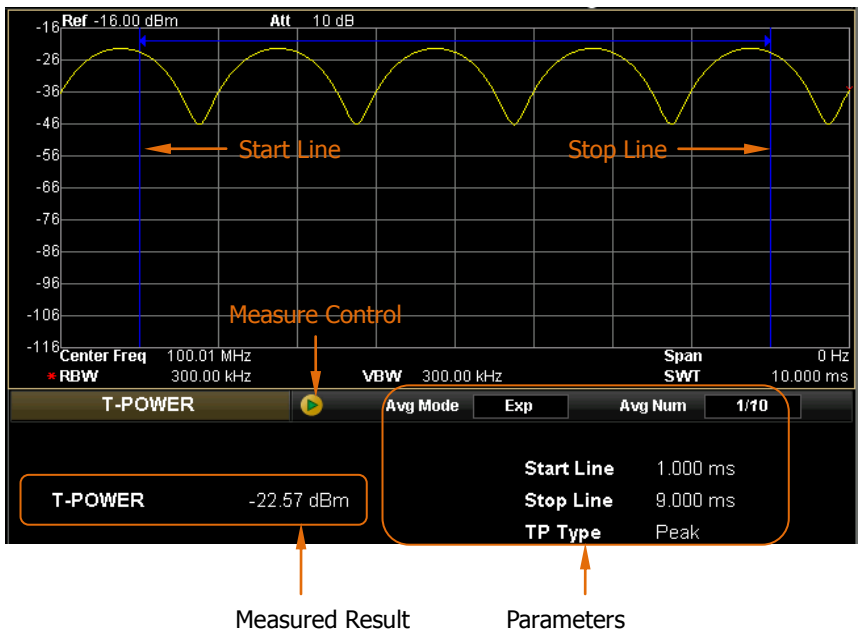 Ref -16.00 dBm Att 10 dB
-16
-26
-36
-46
-56
-66
-76
-86
-96
-106
-116
Start Line
Stop Line
Measure Control
Center Freq 100.01 MHz Span 0 Hz
* RBW 300.00 kHz VBW 300.00 kHz SWT 10.000 ms
T-POWER Avg Mode Exp Avg Num 1/10
Start Line 1.000 ms
T-POWER -22.57 dBm Stop Line 9.000 ms
TP Type Peak
Measured Result Parameters